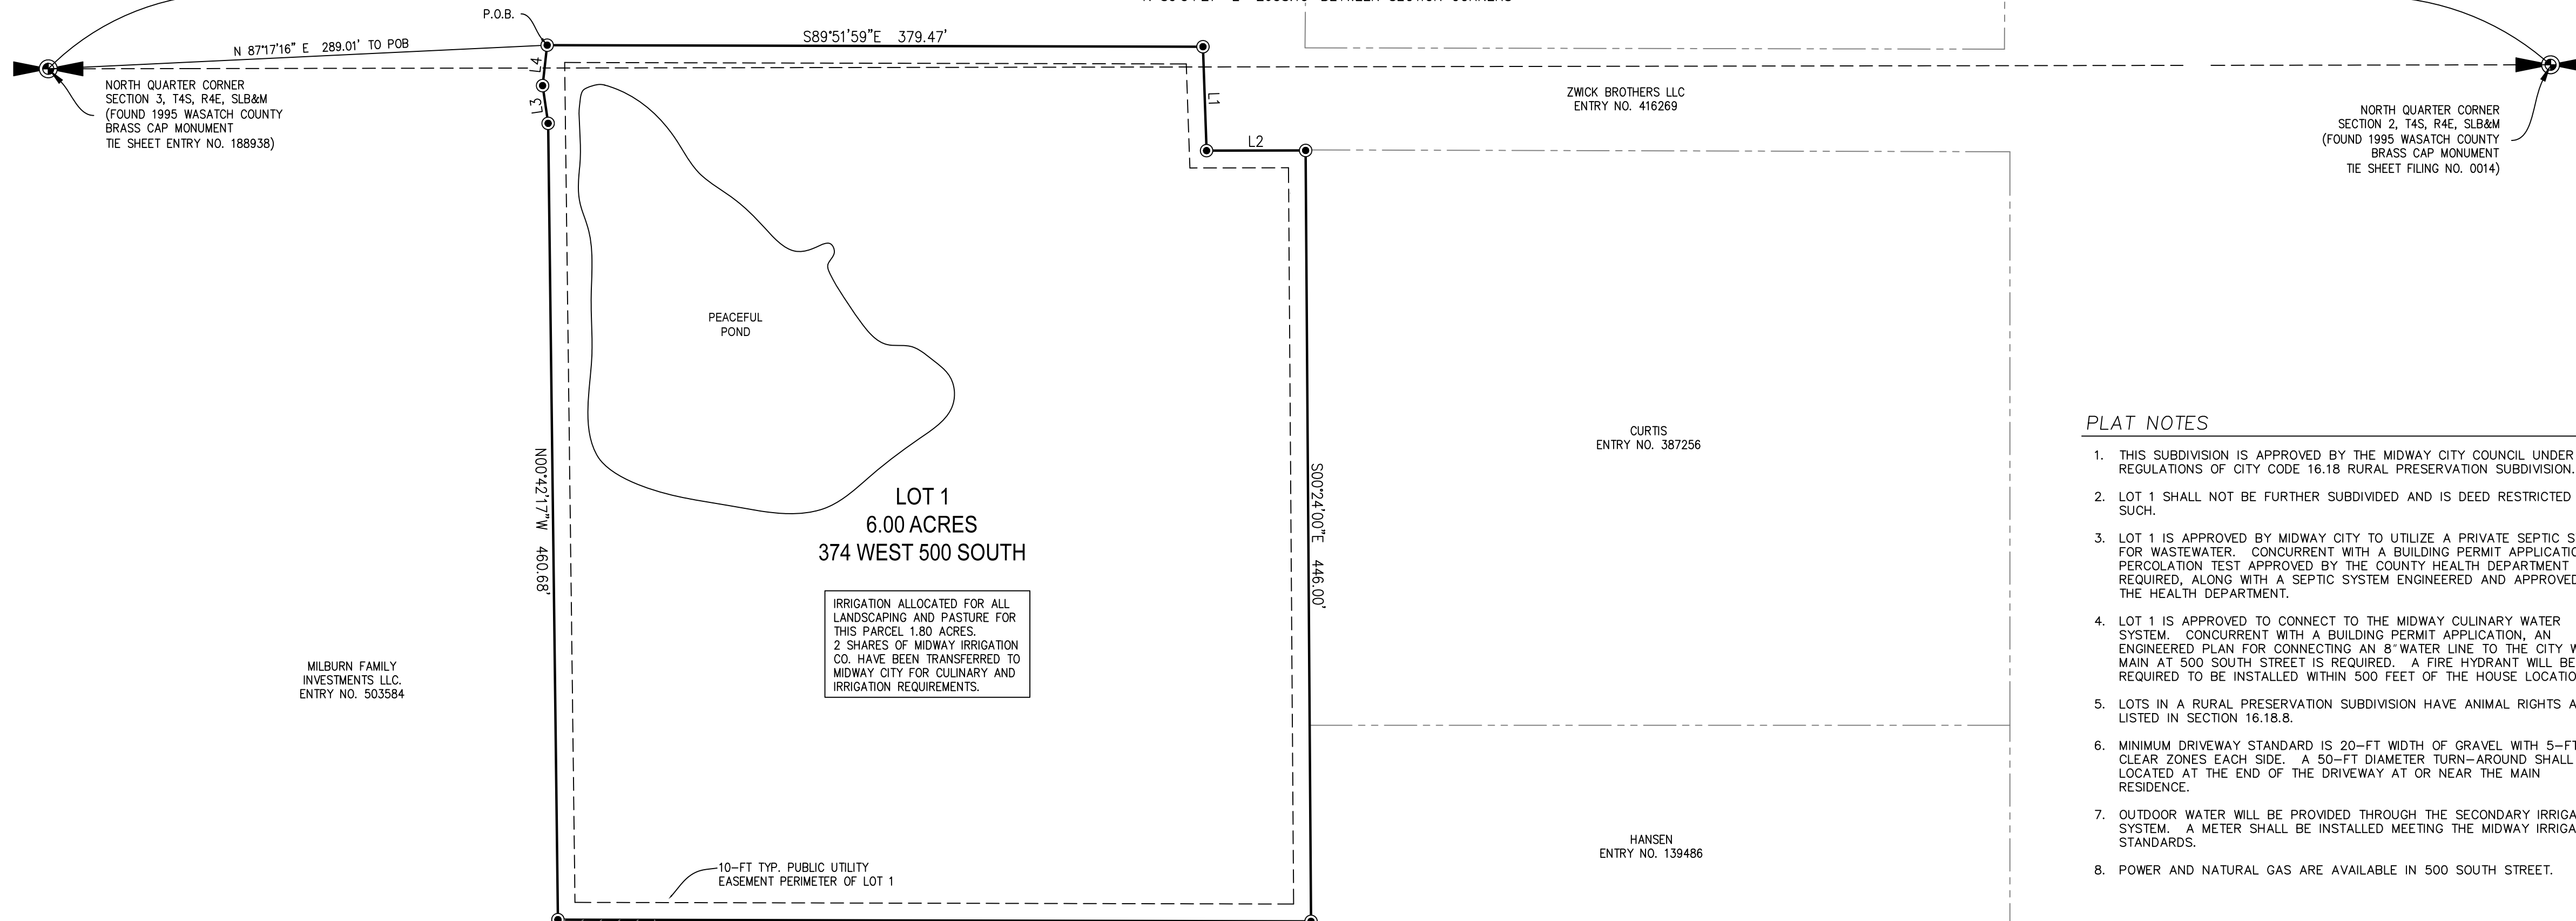 P.O.B.
N 87°17'16" E 289.01' TO POB
S89°51'59"E 379.47'
L4
L3
L1
L2
NORTH QUARTER CORNER
SECTION 3, T4S, R4E, SLB&M
(FOUND 1995 WASATCH COUNTY
BRASS CAP MONUMENT
TIE SHEET ENTRY NO. 188938)
ZWICK BROTHERS LLC
ENTRY NO. 416269
NORTH QUARTER CORNER
SECTION 2, T4S, R4E, SLB&M
(FOUND 1995 WASATCH COUNTY
BRASS CAP MONUMENT
TIE SHEET FILING NO. 0014)
PEACEFUL
POND
CURTIS
ENTRY NO. 387256
N00°42'17"W 460.68'
S00°24'00"E 446.00'
LOT 1
6.00 ACRES
374 WEST 500 SOUTH
IRRIGATION ALLOCATED FOR ALL
LANDSCAPING AND PASTURE FOR
THIS PARCEL 1.80 ACRES.
2 SHARES OF MIDWAY IRRIGATION
CO. HAVE BEEN TRANSFERRED TO
MIDWAY CITY FOR CULINARY AND
IRRIGATION REQUIREMENTS.
MILBURN FAMILY
INVESTMENTS LLC.
ENTRY NO. 503584
HANSEN
ENTRY NO. 139486
10-FT TYP. PUBLIC UTILITY
EASEMENT PERIMETER OF LOT 1
PLAT NOTES
1. THIS SUBDIVISION IS APPROVED BY THE MIDWAY CITY COUNCIL UNDER
REGULATIONS OF CITY CODE 16.18 RURAL PRESERVATION SUBDIVISION.
2. LOT 1 SHALL NOT BE FURTHER SUBDIVIDED AND IS DEED RESTRICTED
SUCH.
3. LOT 1 IS APPROVED BY MIDWAY CITY TO UTILIZE A PRIVATE SEPTIC
FOR WASTEWATER. CONCURRENT WITH A BUILDING PERMIT
PERCOLATION TEST APPROVED BY THE COUNTY HEALTH DEPARTMENT
REQUIRED, ALONG WITH A SEPTIC SYSTEM ENGINEERED AND APPROVED
THE HEALTH DEPARTMENT.
4. LOT 1 IS APPROVED TO CONNECT TO THE MIDWAY CULINARY WATER
SYSTEM. CONCURRENT WITH A BUILDING PERMIT APPLICATION, AN
ENGINEERED PLAN FOR CONNECTING AN 8" WATER LINE TO THE CITY
MAIN AT 500 SOUTH STREET IS REQUIRED. A FIRE HYDRANT WILL BE
REQUIRED TO BE INSTALLED WITHIN 500 FEET OF THE HOUSE
5. LOTS IN A RURAL PRESERVATION SUBDIVISION HAVE ANIMAL RIGHTS
LISTED IN SECTION 16.18.8.
6. MINIMUM DRIVEWAY STANDARD IS 20-FT WIDTH OF GRAVEL WITH 5-FT
CLEAR ZONES EACH SIDE. A 50-FT DIAMETER TURN-AROUND SHALL
LOCATED AT THE END OF THE DRIVEWAY AT OR NEAR THE MAIN
RESIDENCE.
7. OUTDOOR WATER WILL BE PROVIDED THROUGH THE SECONDARY
SYSTEM. A METER SHALL BE INSTALLED MEETING THE MIDWAY
STANDARDS.
8. POWER AND NATURAL GAS ARE AVAILABLE IN 500 SOUTH STREET.